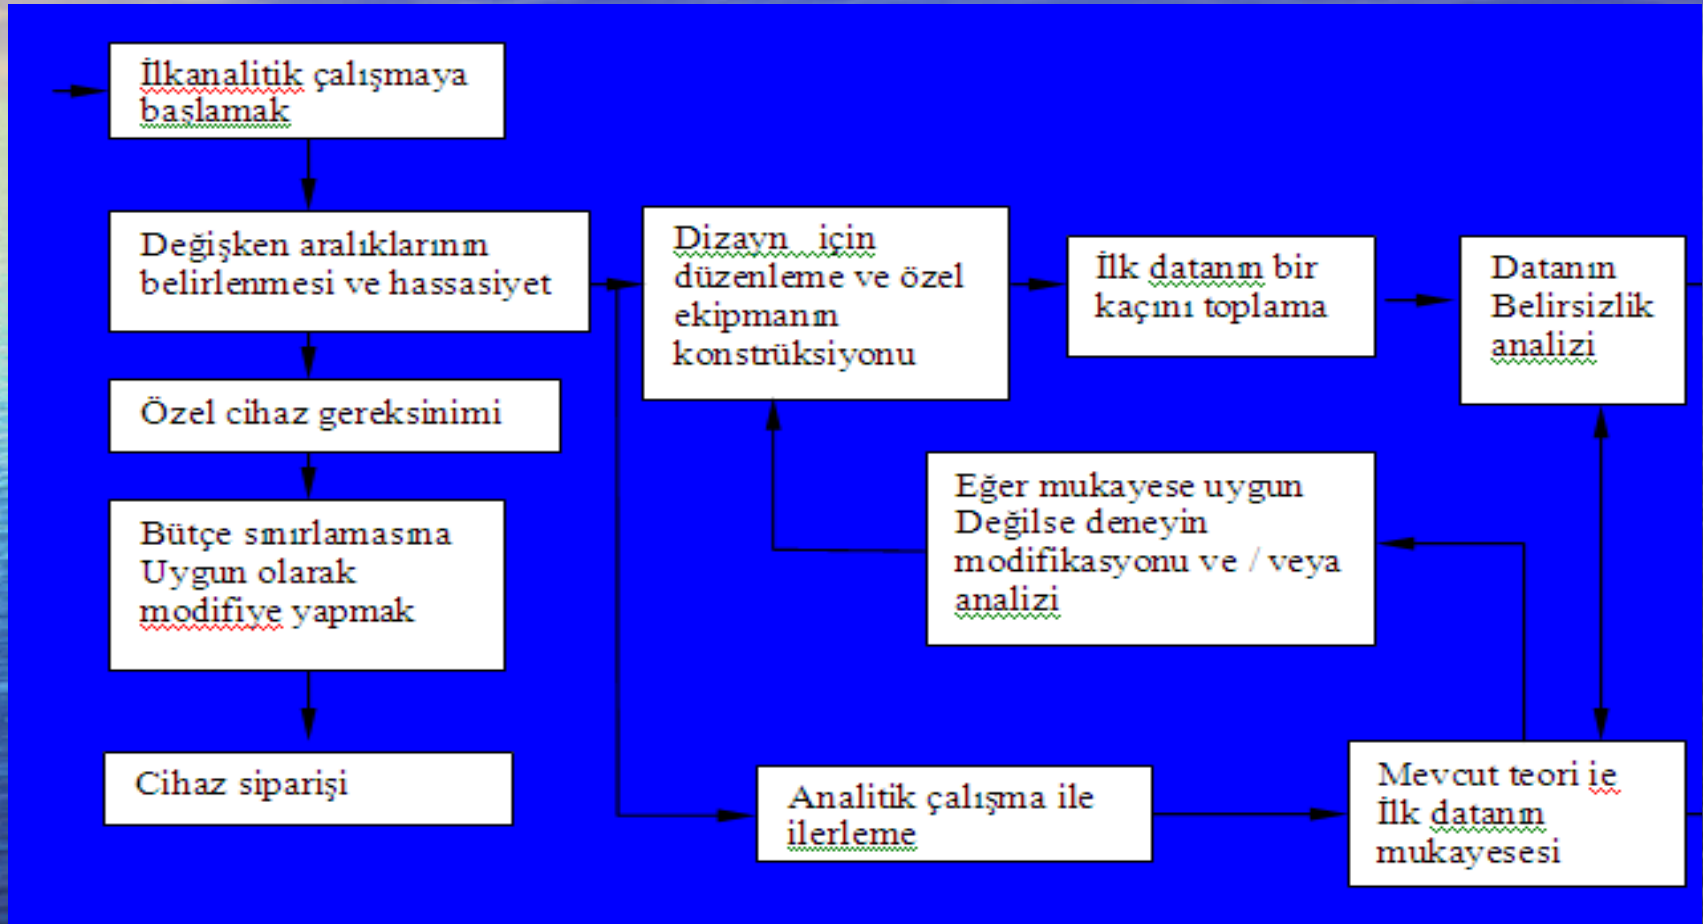 İlkanalitik çalışmaya
başlamak
Değişken aralıklarının
belirlenmesi ve hassasiyet
Özel cihaz gereksinimi
Bütçe sınırlamasına
Uygun olarak
modifiye yapmak
Cihaz siparişi
Dizayn için
düzenleme ve özel
ekipmanın
konstrüksiyonu
İlk datanın bir
kaçını toplama
Datanın
Belirsizlik
analizi
Eğer mukayese uygun
Değilse deneyin
modifikasyonu ve / veya
analizi
Analitik çalışma ile
ilerleme
Mevcut teori ie
İlk datanın
mukayesesi